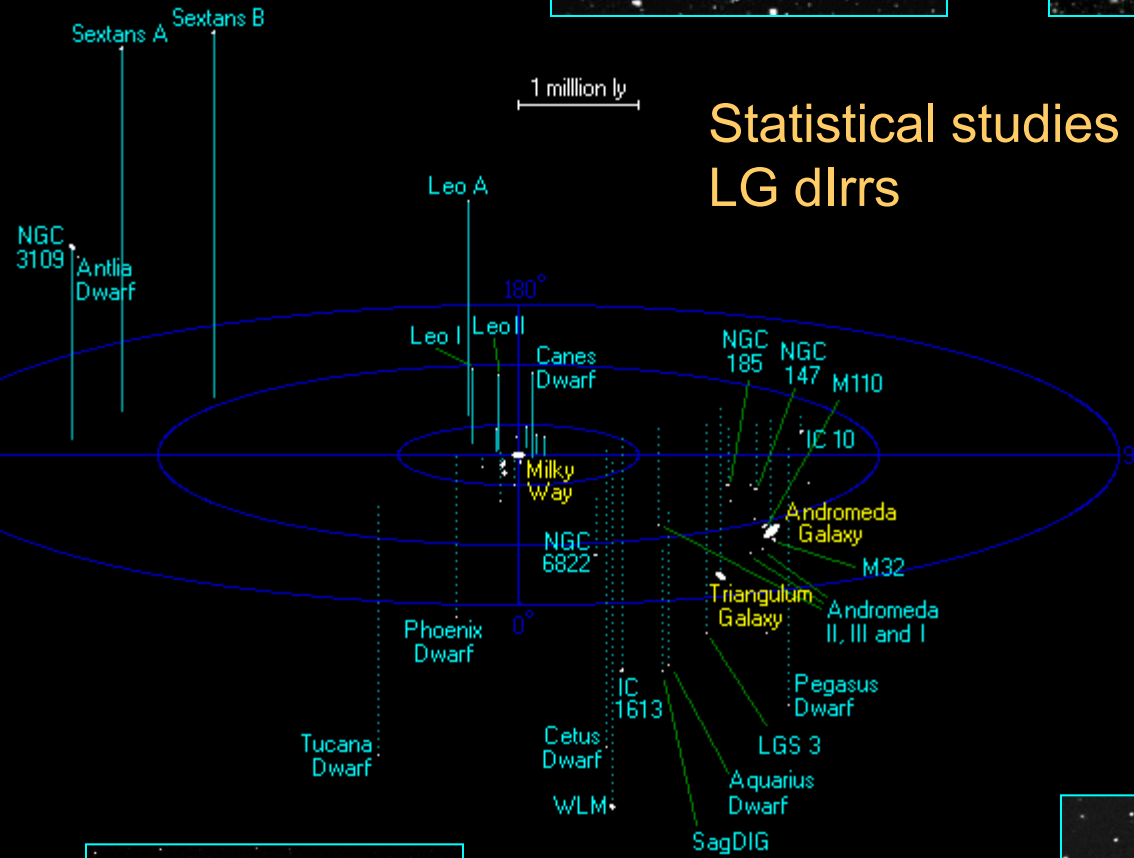 Sextans B
Sextans A
1 milllion ly
Statistical studies
LG dIrrs
Leo A
NGC
3109
Antlia
Dwarf
180°
Leo I
Leo II
Canes
Dwarf
NGC
185
NGC
147
M110
IC 10
Milky
Way
9
Andromeda
Galaxy
NGC
6822
M32
Triangulum
Galaxy
Andromeda
II, III and I
Phoenix
Dwarf
0°
IC
1613
Pegasus
Dwarf
Tucana
Dwarf
Cetus
Dwarf
LGS 3
WLM
Aquarius
Dwarf
SagDIG